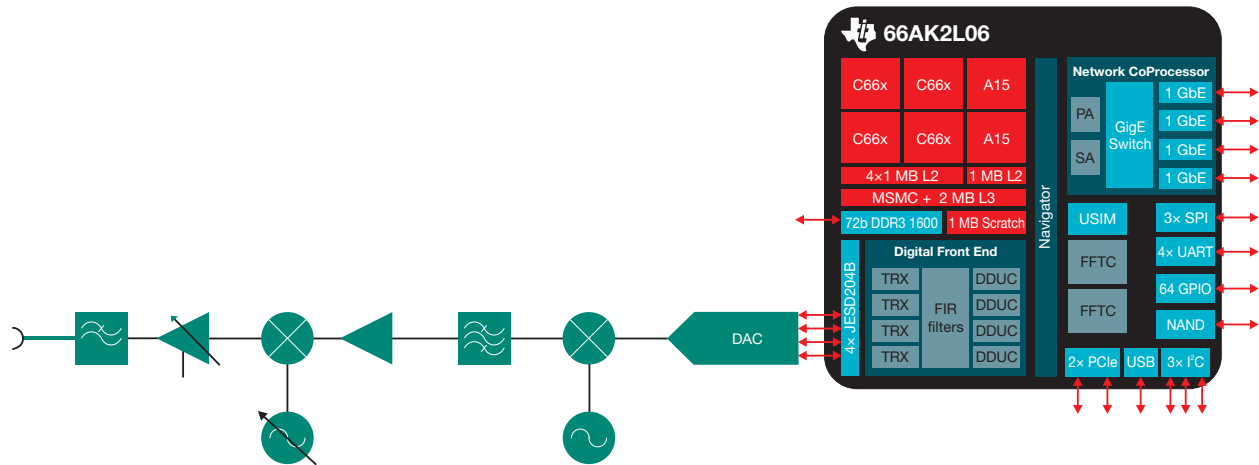 66AK2L06
C66x
C66x
A15
C66x
C66x
A15
4×1 MB L2
1 MB L2
MSMC + 2 MB L3
72b DDR3 1600
1 MB Scratch
4× JESD204B
Digital Front End
TRX
TRX
TRX
TRX
FIR
filters
DDUC
DDUC
DDUC
DDUC
Navigator
Network CoProcessor
PA
SA
GigE
Switch
1 GbE
1 GbE
1 GbE
1 GbE
USIM
FFTC
FFTC
3× SPI
4× UART
64 GPIO
NAND
2× PCIe
USB
3× I²C
DAC